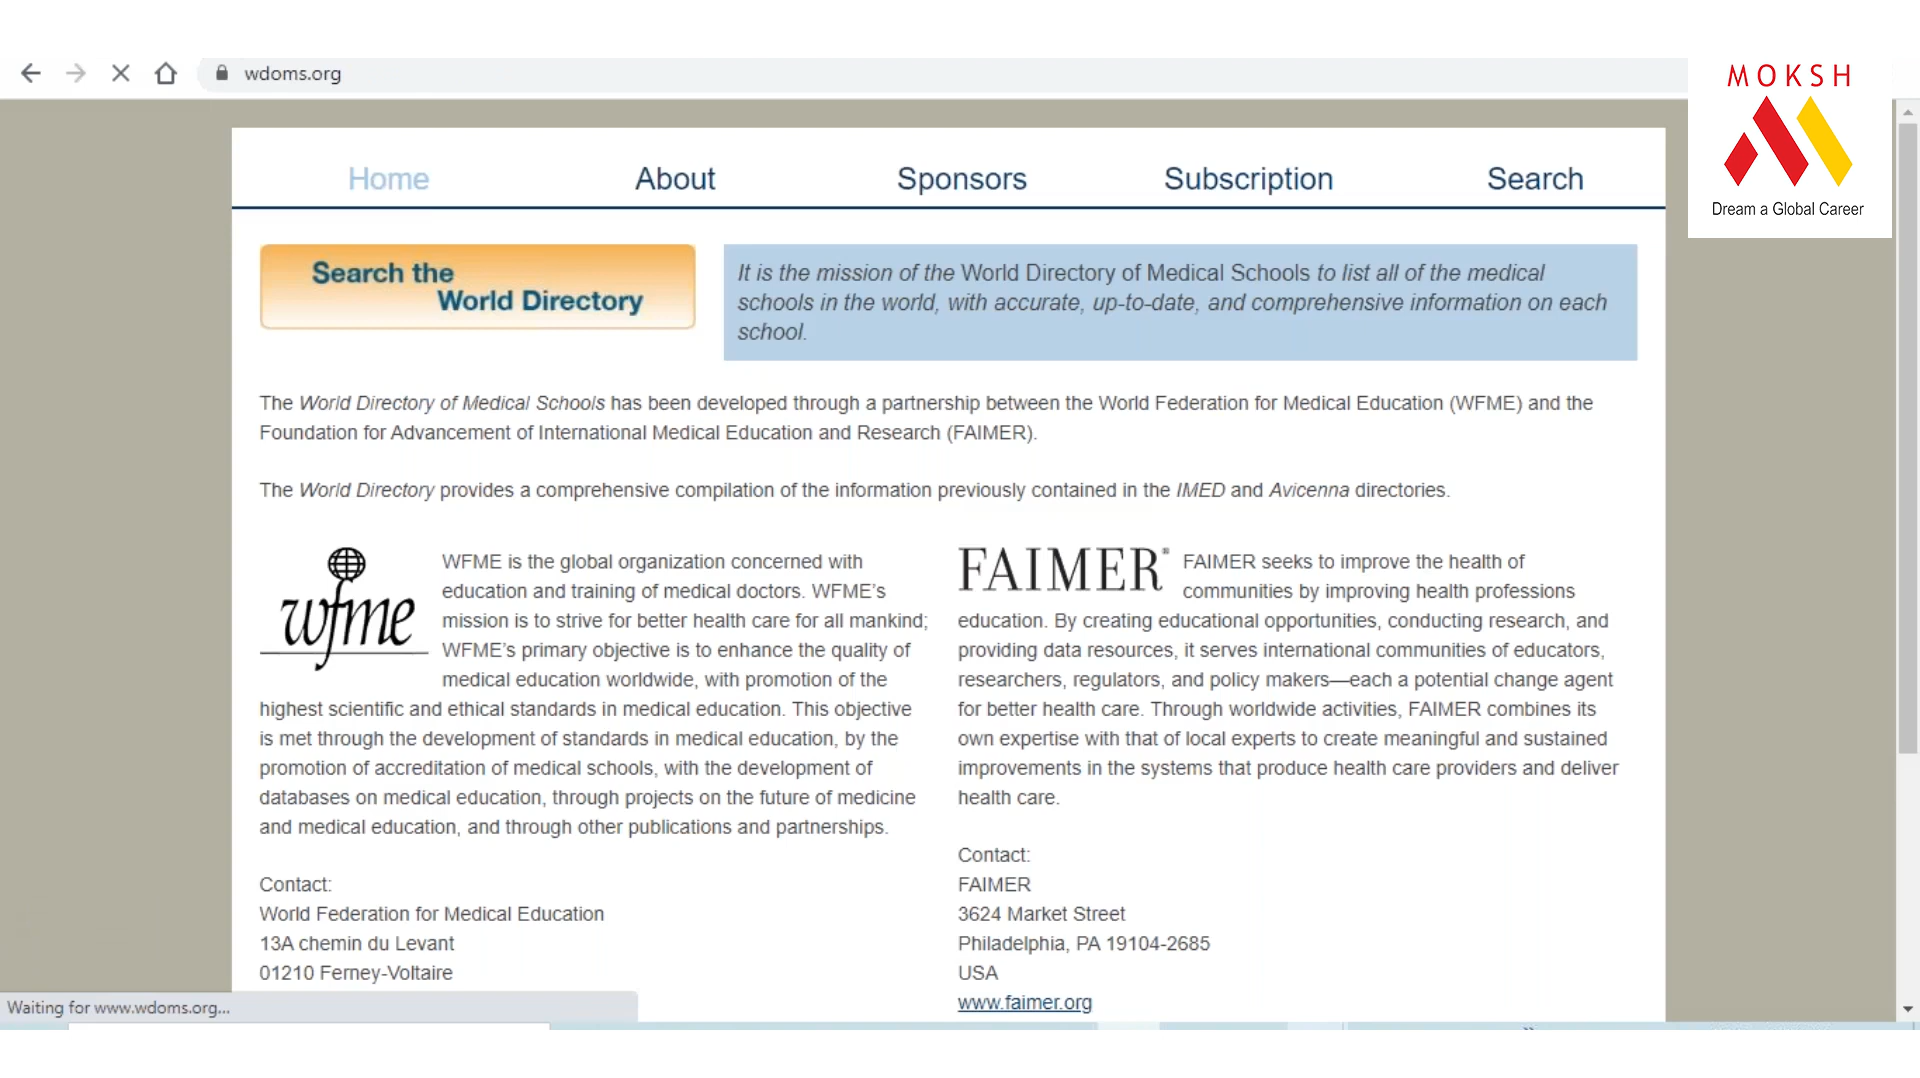 wdoms.org
MOKSH
Dream a Global Career
Home About Sponsors Subscription Search
Search the
World Directory
It is the mission of the World Directory of Medical Schools to list all of the medical
schools in the world, with accurate, up-to-date, and comprehensive information on each
school.
The World Directory of Medical Schools has been developed through a partnership between the World Federation for Medical Education (WFME) and the
Foundation for Advancement of International Medical Education and Research (FAIMER).
The World Directory provides a comprehensive compilation of the information previously contained in the IMED and Avicenna directories.
wfme
WFME is the global organization concerned with
education and training of medical doctors. WFME’s
mission is to strive for better health care for all mankind;
WFME’s primary objective is to enhance the quality of
medical education worldwide, with promotion of the
highest scientific and ethical standards in medical education. This objective
is met through the development of standards in medical education, by the
promotion of accreditation of medical schools, with the development of
databases on medical education, through projects on the future of medicine
and medical education, and through other publications and partnerships.
Contact:
World Federation for Medical Education
13A chemin du Levant
01210 Ferney-Voltaire
FAIMER®
FAIMER seeks to improve the health of
communities by improving health professions
education. By creating educational opportunities, conducting research, and
providing data resources, it serves international communities of educators,
researchers, regulators, and policy makers—each a potential change agent
for better health care. Through worldwide activities, FAIMER combines its
own expertise with that of local experts to create meaningful and sustained
improvements in the systems that produce health care providers and deliver
health care.
Contact:
FAIMER
3624 Market Street
Philadelphia, PA 19104-2685
USA
www.faimer.org
Waiting for www.wdoms.org...